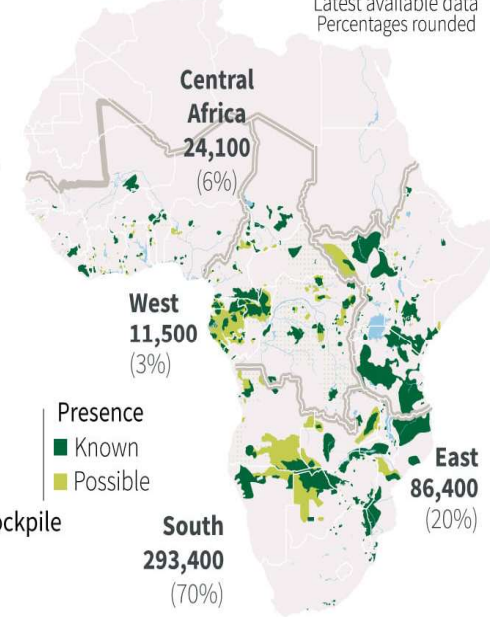 Latest available data
Percentages rounded
Central
Africa
24,100
(6%)
West
11,500
(3%)
Presence
Known
Possible
East
86,400
(20%)
South
293,400
(70%)